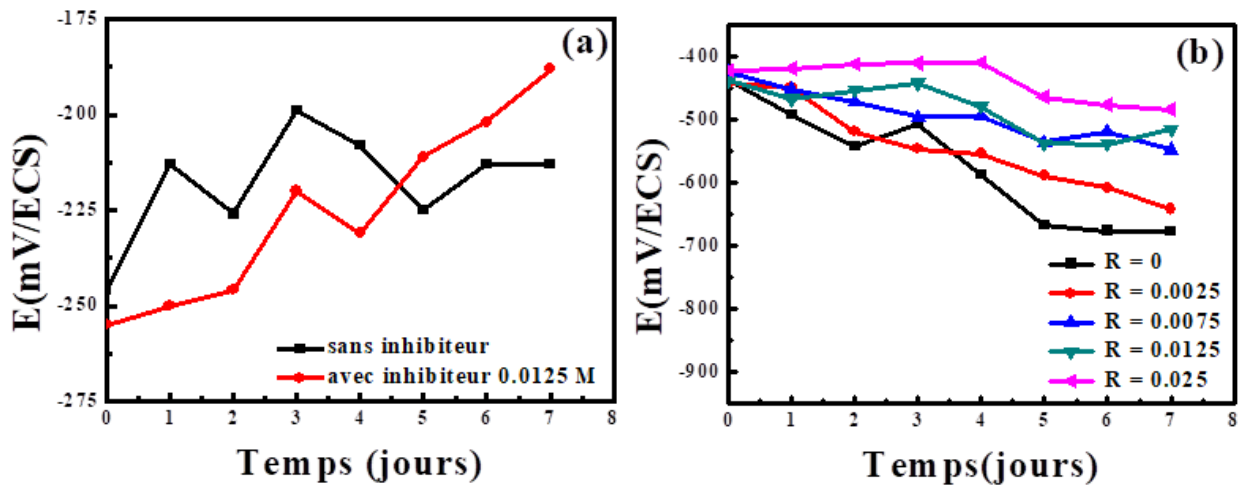 (a)
E(mV/ECS)
-175
-200
-225
-250
-275
sans inhibiteur
avec inhibiteur 0.0125 M
0 1 2 3 4 5 6 7 8
Temps (jours)
(b)
E(mV/ECS)
-400
-500
-600
-700
-800
-900
R = 0
R = 0.0025
R = 0.0075
R = 0.0125
R = 0.025
0 1 2 3 4 5 6 7 8
Temps(jours)